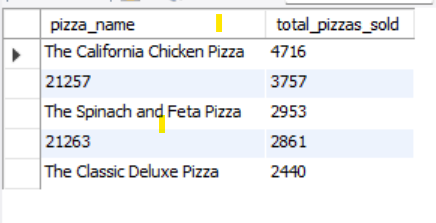 pizza_name total_pizzas_sold
The California Chicken Pizza 4716
21257 3757
The Spinach and Feta Pizza 2953
21263 2861
The Classic Deluxe Pizza 2440